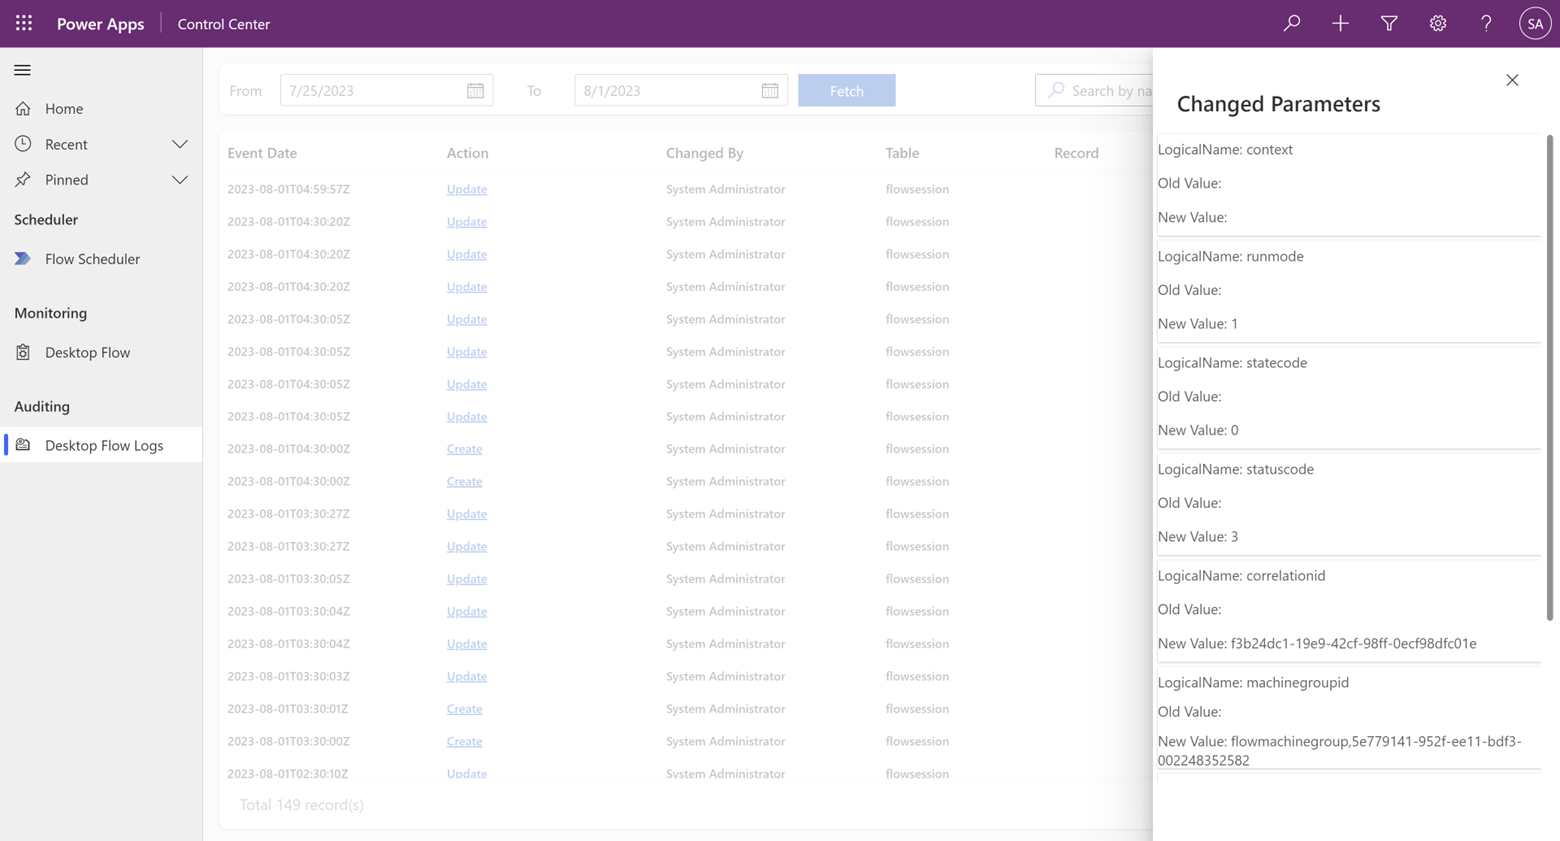 Power Apps
Control Center
SA
Home
Recent
Pinned
Scheduler
Flow Scheduler
Monitoring
Desktop Flow
Auditing
Desktop Flow Logs
From 7/25/2023 To 8/1/2023 Fetch Search by na
Event Date Action Changed By Table Record
2023-08-01T04:59:57Z Update System Administrator flowsession
2023-08-01T04:30:20Z Update System Administrator flowsession
2023-08-01T04:30:20Z Update System Administrator flowsession
2023-08-01T04:30:20Z Update System Administrator flowsession
2023-08-01T04:30:05Z Update System Administrator flowsession
2023-08-01T04:30:05Z Update System Administrator flowsession
2023-08-01T04:30:05Z Update System Administrator flowsession
2023-08-01T04:30:05Z Update System Administrator flowsession
2023-08-01T04:30:00Z Create System Administrator flowsession
2023-08-01T04:30:00Z Create System Administrator flowsession
2023-08-01T03:30:27Z Update System Administrator flowsession
2023-08-01T03:30:27Z Update System Administrator flowsession
2023-08-01T03:30:05Z Update System Administrator flowsession
2023-08-01T03:30:04Z Update System Administrator flowsession
2023-08-01T03:30:04Z Update System Administrator flowsession
2023-08-01T03:30:03Z Update System Administrator flowsession
2023-08-01T03:30:01Z Create System Administrator flowsession
2023-08-01T03:30:00Z Create System Administrator flowsession
2023-08-01T02:30:10Z Update System Administrator flowsession
Total 149 record(s)
Changed Parameters
LogicalName: context
Old Value:
New Value:
LogicalName: runmode
Old Value:
New Value: 1
LogicalName: statecode
Old Value:
New Value: 0
LogicalName: statuscode
Old Value:
New Value: 3
LogicalName: correlationid
Old Value:
New Value: f3b24dc1-19e9-42cf-98ff-0ecf98dfc01e
LogicalName: machinegroupid
Old Value:
New Value: flowmachinegroup,5e779141-952f-ee11-bdf3-
002248352582